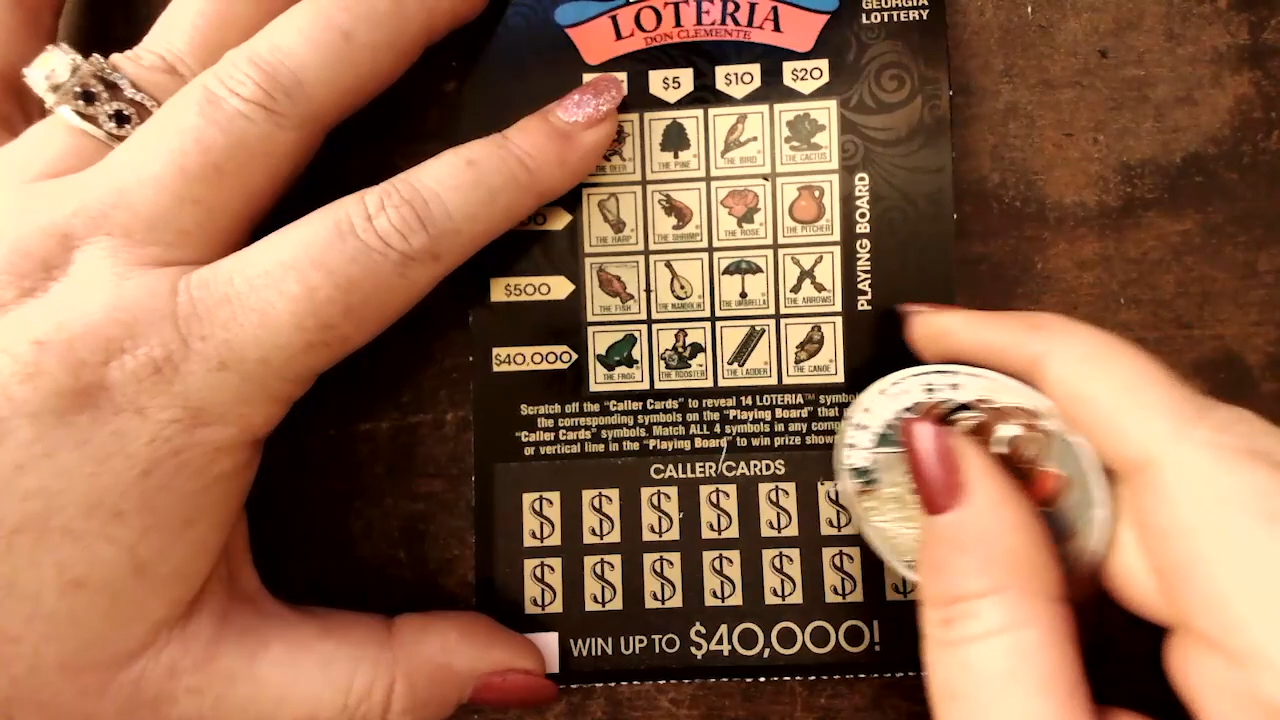 GEORGIA
LOTTERY
LOTERIA
DON CLEMENTE
$5 $10 $20
THE DEER THE PINE THE BIRD THE CACTUS
THE HARP THE SHRIMP THE ROSE THE PITCHER
$500 THE FISH THE MANDOLIN THE UMBRELLA THE ARROWS
$40,000 THE FROG THE ROOSTER THE LADDER THE CANOE
PLAYING BOARD
Scratch off the "Caller Cards" to reveal 14 LOTERIA™
the corresponding symbols on the "Playing Board" that
"Caller Cards" symbols. Match ALL 4 symbols in any
or vertical line in the "Playing Board" to win prize
CALLER CARDS
$ $ $ $ $ $
$ $ $ $ $ $ $
WIN UP TO $40,000!